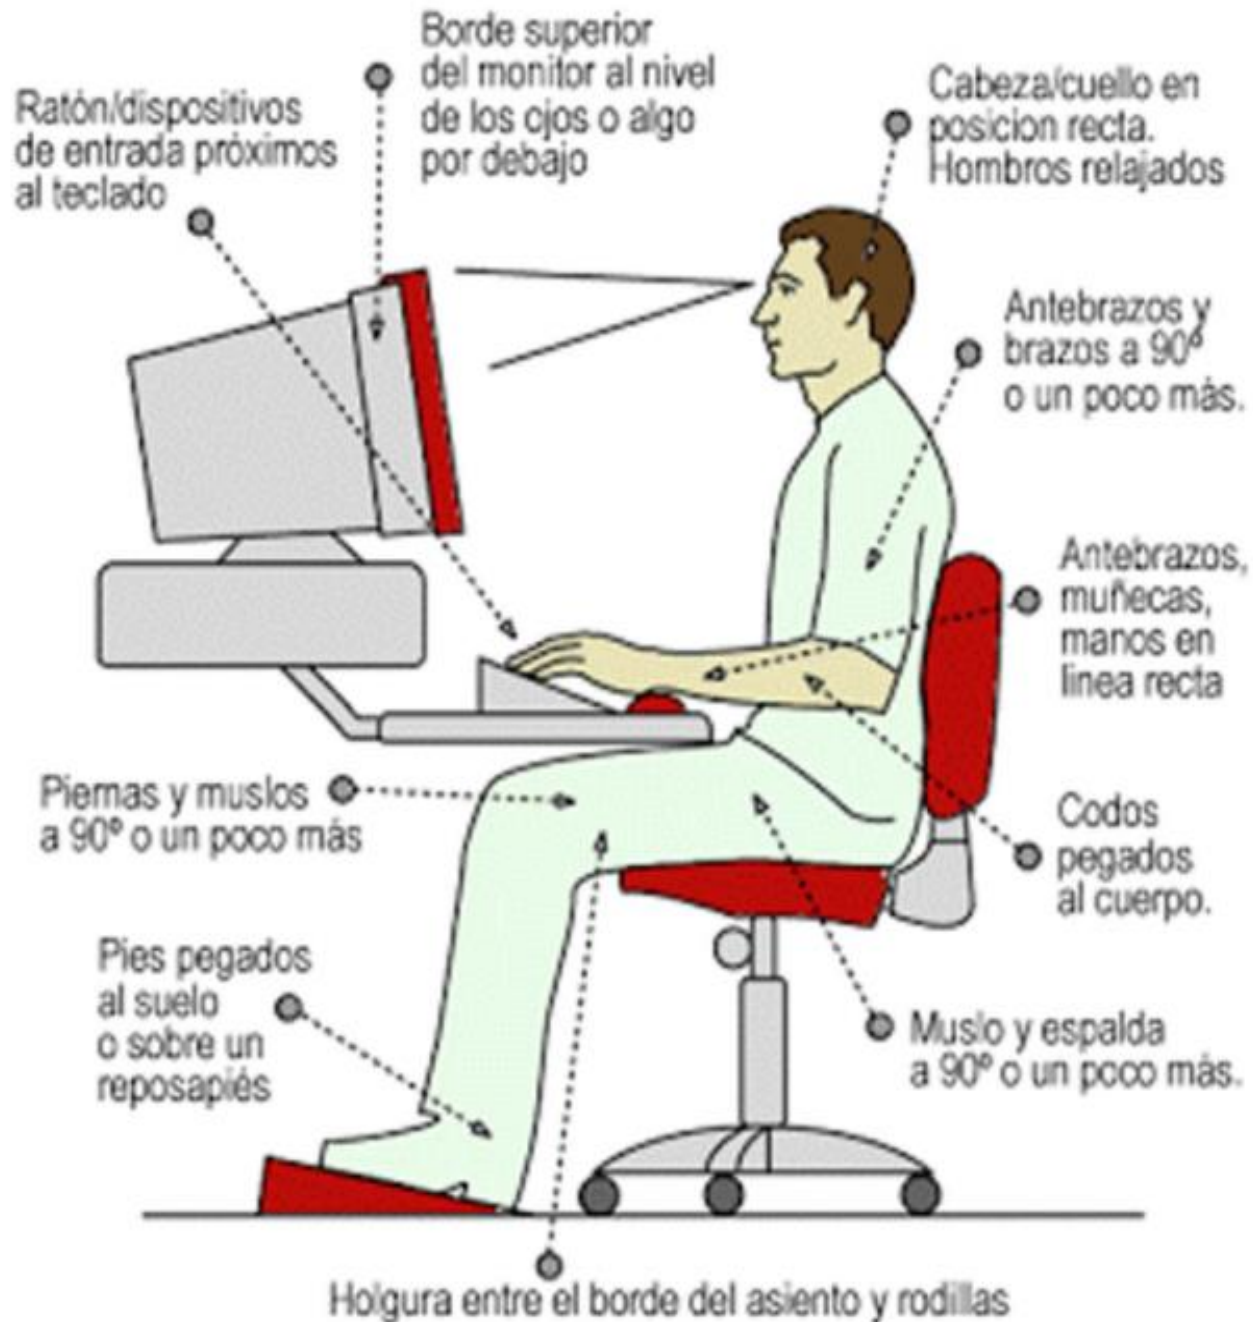 Borde superior
del monitor al nivel
de los ojos o algo
por debajo
Ratón/dispositivos
de entrada próximos
al teclado
Cabeza/cuello en
posicion recta.
Hombros relajados
Antebrazos y
brazos a 90º
o un poco más.
Antebrazos,
muñecas,
manos en
linea recta
Piernas y muslos
a 90º o un poco más
Codos
pegados
al cuerpo.
Pies pegados
al suelo
o sobre un
reposapiés
Muslo y espalda
a 90º o un poco más.
Holgura entre el borde del asiento y rodillas